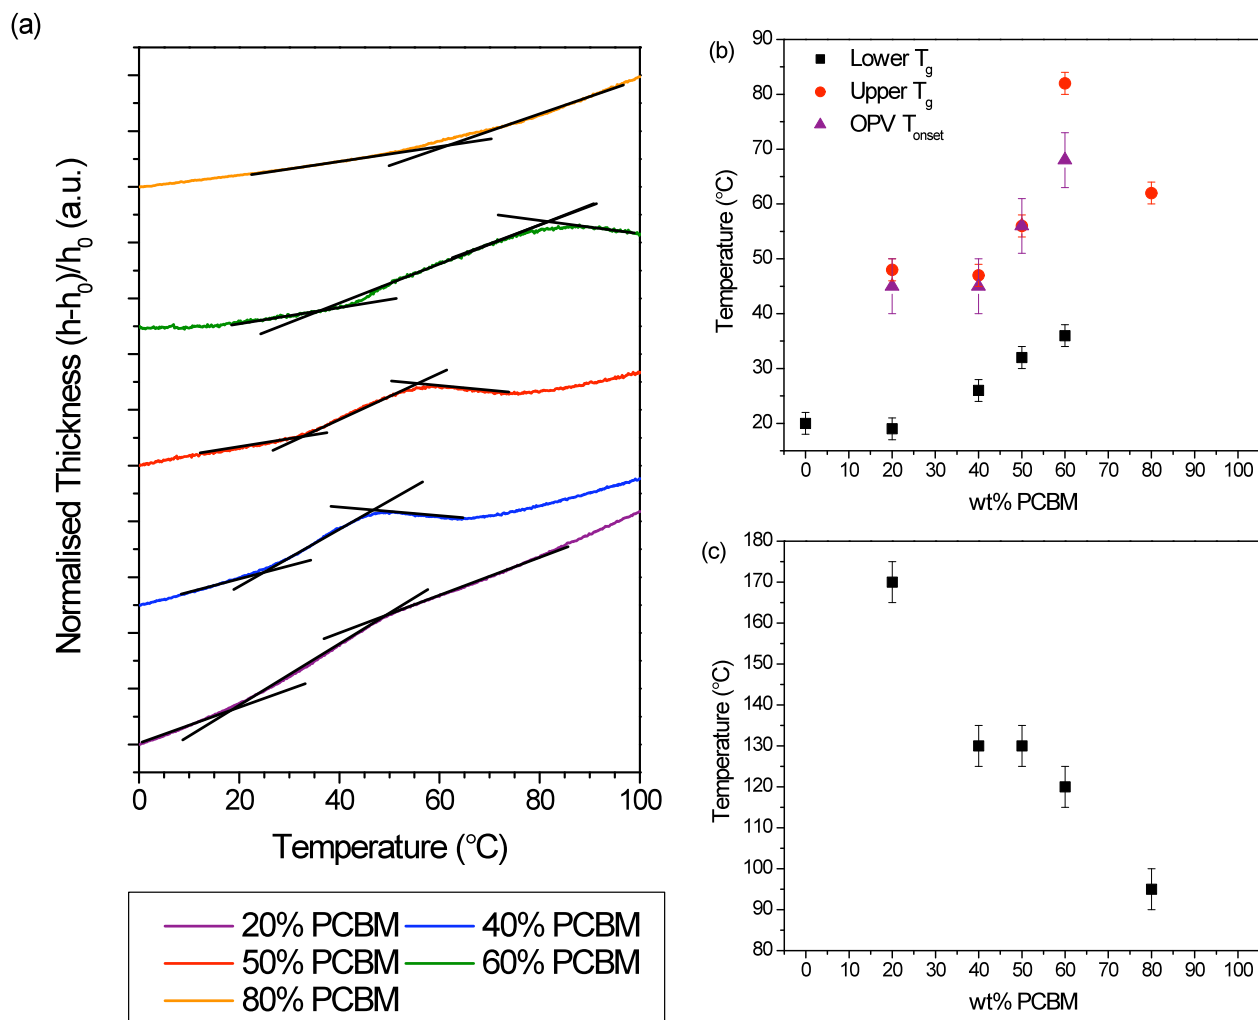 (a)
Normalised Thickness (h-h0)/h0 (a.u.)
0 20 40 60 80 100
Temperature (°C)
20% PCBM 40% PCBM
50% PCBM 60% PCBM
80% PCBM
(b)
Lower Tg
Upper Tg
OPV Tonset
90
80
70
60
50
40
30
20
Temperature (°C)
0 10 20 30 40 50 60 70 80 90 100
wt% PCBM
(c)
180
170
160
150
140
130
120
110
100
90
80
Temperature (°C)
0 10 20 30 40 50 60 70 80 90 100
wt% PCBM